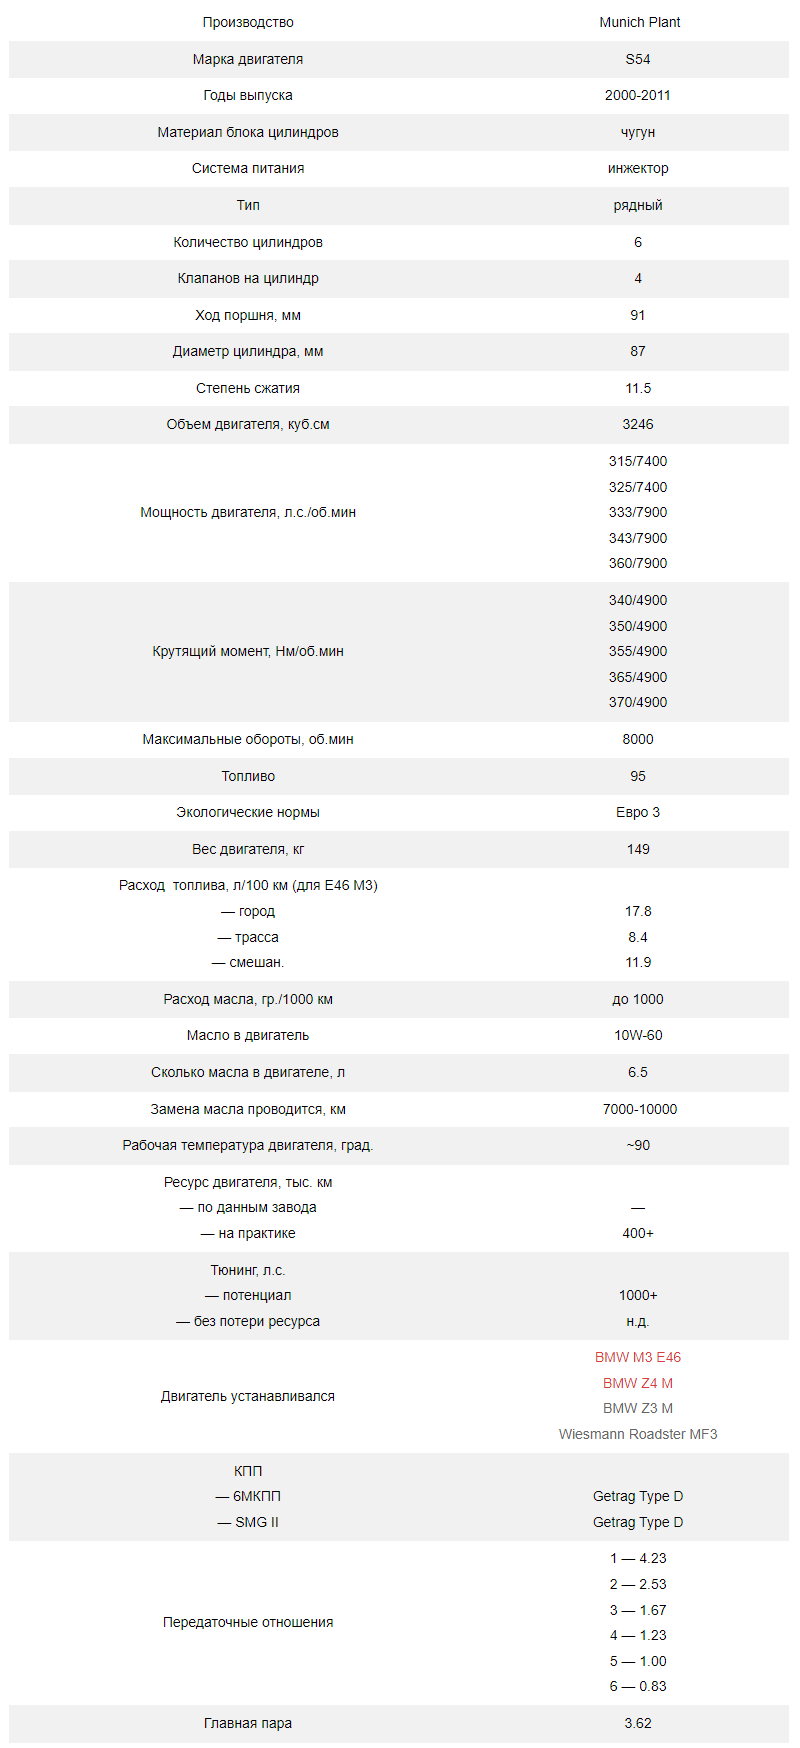 Производство Munich Plant
Марка двигателя S54
Годы выпуска 2000-2011
Материал блока цилиндров чугун
Система питания инжектор
Тип рядный
Количество цилиндров 6
Клапанов на цилиндр 4
Ход поршня, мм 91
Диаметр цилиндра, мм 87
Степень сжатия 11.5
Объем двигателя, куб.см 3246
315/7400
325/7400
Мощность двигателя, л.с./об.мин 333/7900
343/7900
360/7900
340/4900
350/4900
Крутящий момент, Нм/об.мин 355/4900
365/4900
370/4900
Максимальные обороты, об.мин 8000
Топливо 95
Экологические нормы Евро 3
Вес двигателя, кг 149
Расход  топлива, л/100 км (для E46 M3)
— город 17.8
— трасса 8.4
— смешан. 11.9
Расход масла, гр./1000 км до 1000
Масло в двигатель 10W-60
Сколько масла в двигателе, л 6.5
Замена масла проводится, км 7000-10000
Рабочая температура двигателя, град. ~90
Ресурс двигателя, тыс. км
— по данным завода —
— на практике 400+
Тюнинг, л.с.
— потенциал 1000+
— без потери ресурса н.д.
BMW M3 E46
BMW Z4 M
Двигатель устанавливался
BMW Z3 M
Wiesmann Roadster MF3
КПП
— 6МКПП Getrag Type D
— SMG II Getrag Type D
1 — 4.23
2 — 2.53
3 — 1.67
Передаточные отношения
4 — 1.23
5 — 1.00
6 — 0.83
Главная пара 3.62